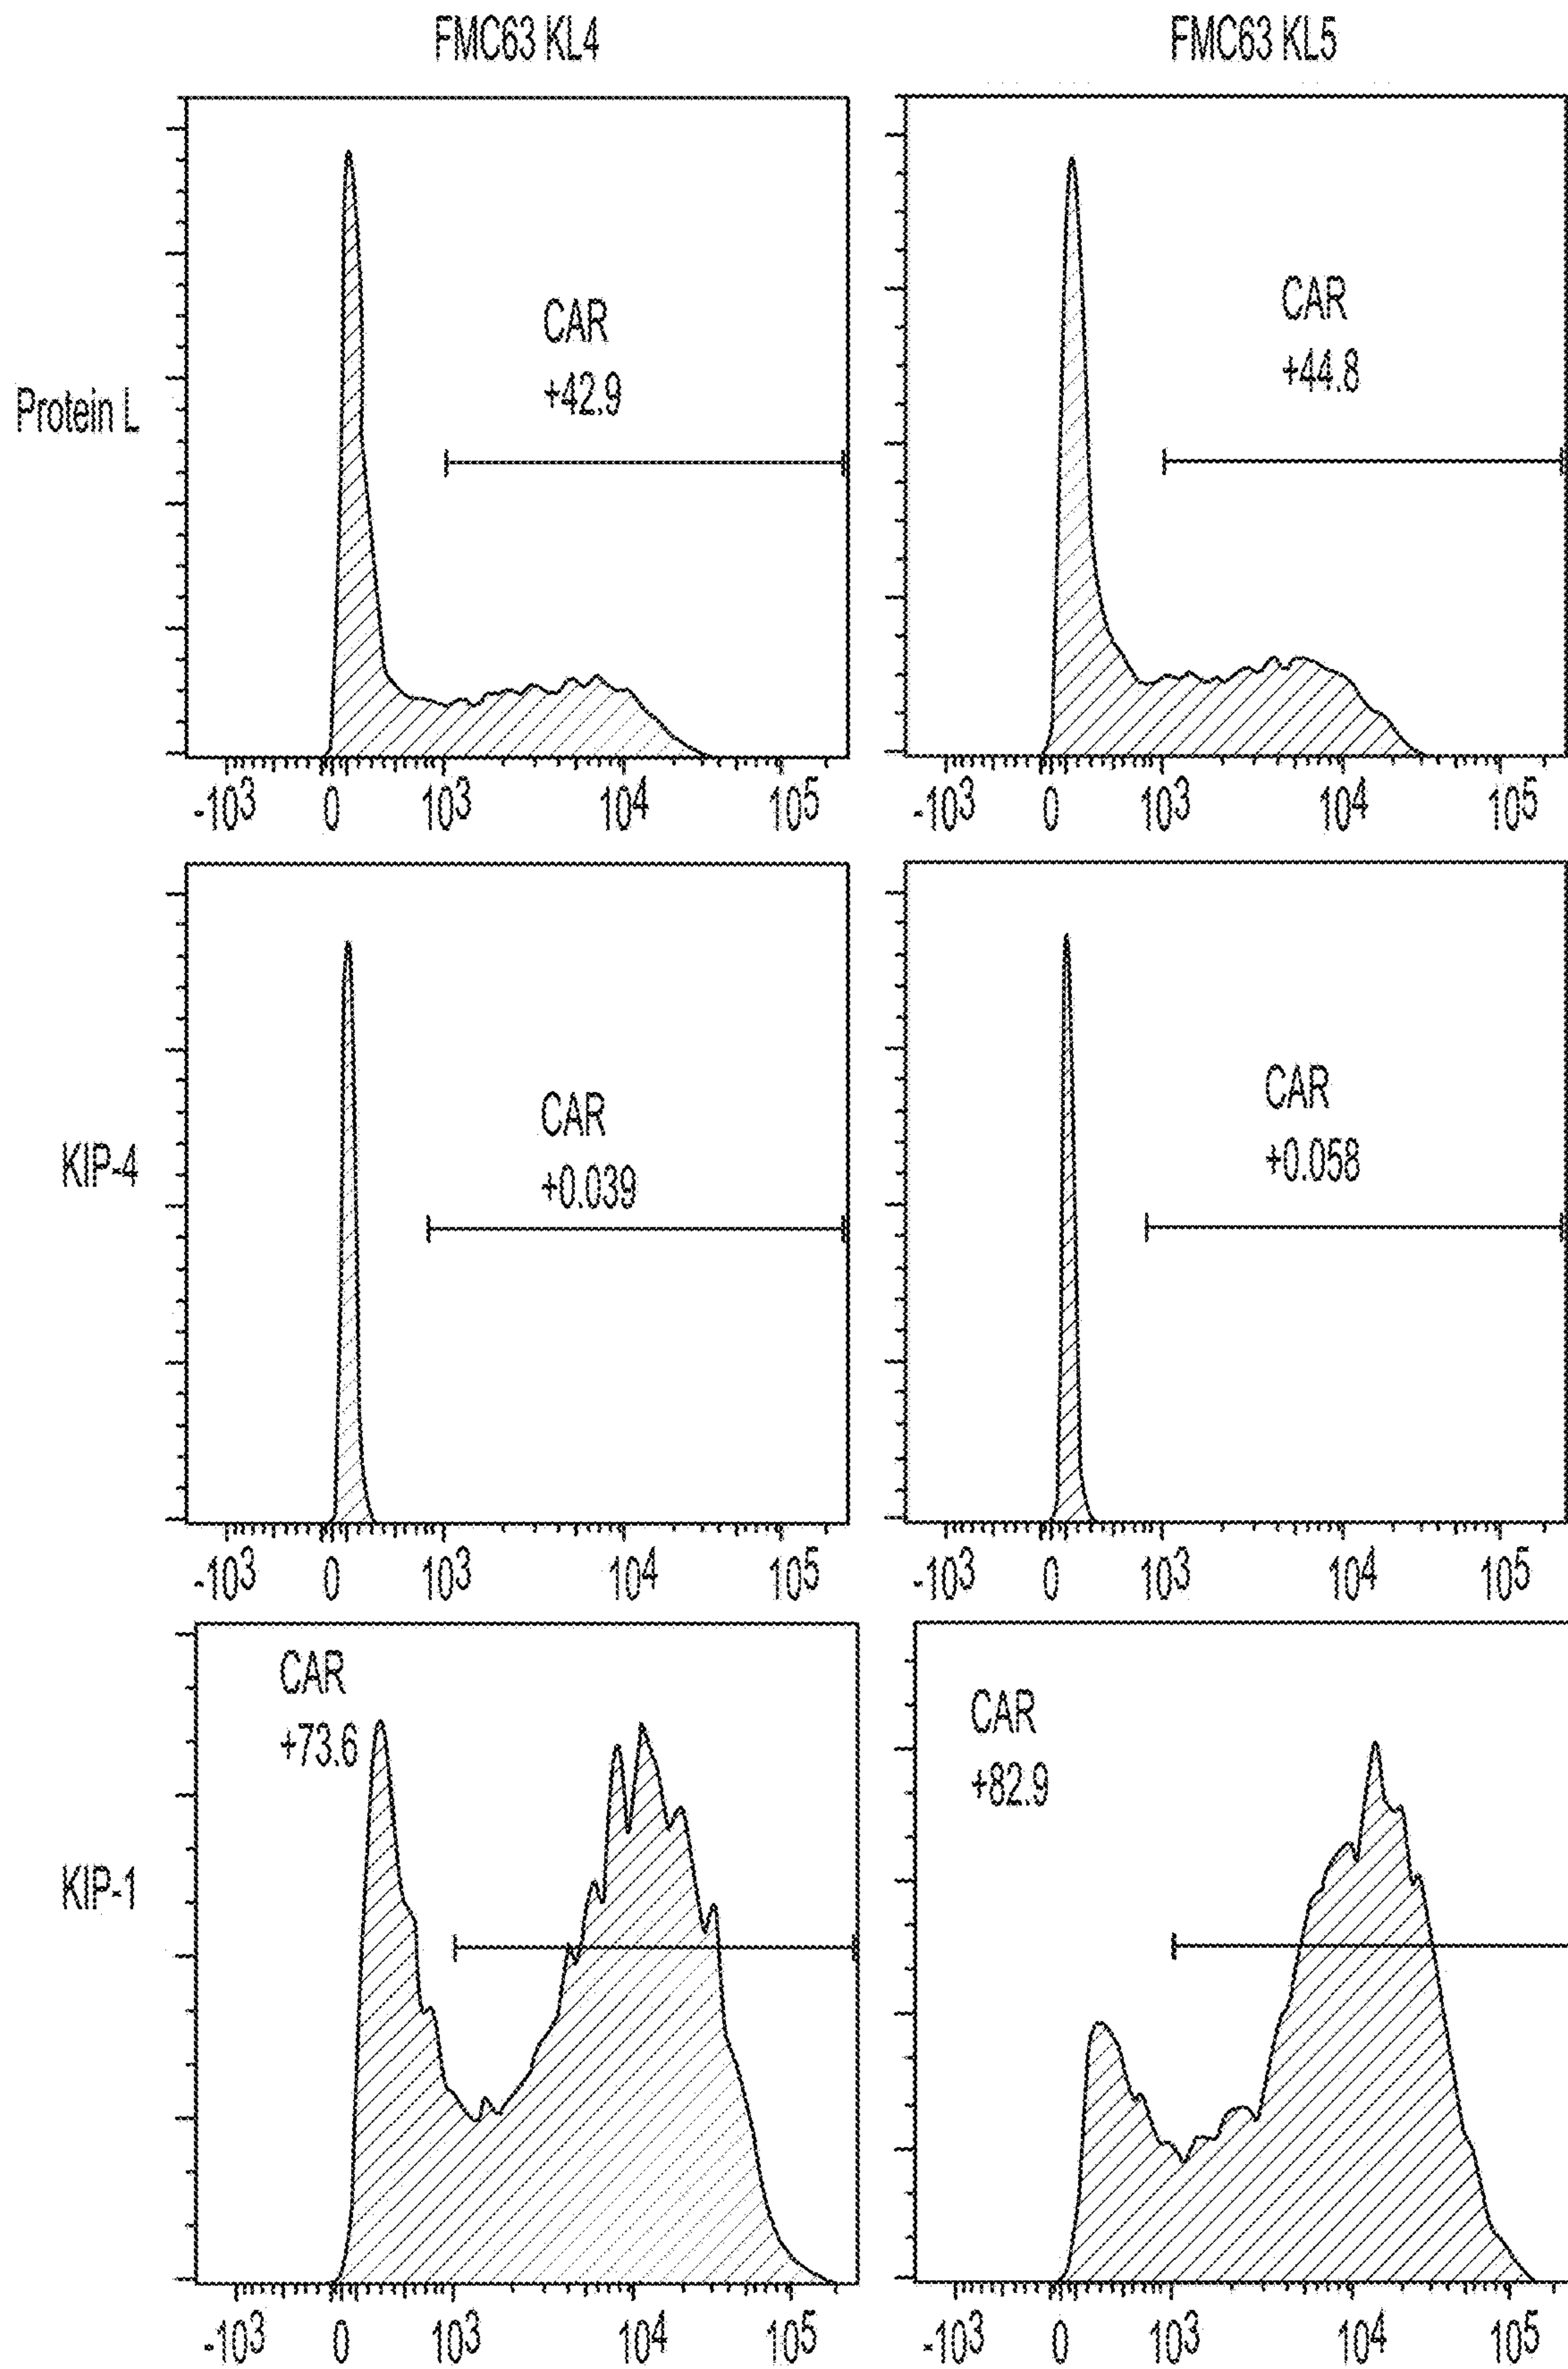 FMC63 KL4
FMC63 KL5
Protein L
CAR
+42.9
CAR
+44.8
-10³ 0 10³ 10⁴ 10⁵
-10³ 0 10³ 10⁴ 10⁵
KIP-4
CAR
+0.039
CAR
+0.058
-10³ 0 10³ 10⁴ 10⁵
-10³ 0 10³ 10⁴ 10⁵
KIP-1
CAR
+73.6
CAR
+82.9
-10³ 0 10³ 10⁴ 10⁵
-10³ 0 10³ 10⁴ 10⁵